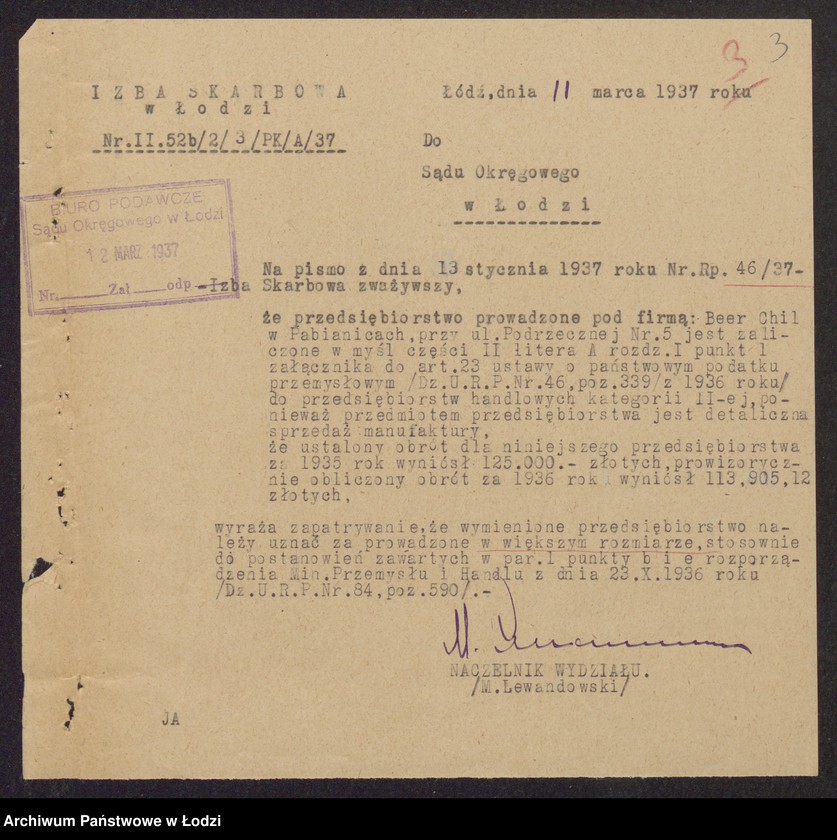 3 3
IZBA SKARBOWA
w Łodzi
Nr.II.52b/2/3/PK/A/37
Łódź,dnia 11 marca 1937 roku
Do
Sądu Okręgowego
w Łodzi
BIURO PODAWCZE
Sądu Okręgowego w Łodzi
12 MARZ 1937
Nr. Zał odp
Na pismo z dnia 13 stycznia 1937 roku Nr.Rp. 46/37-
-Izba Skarbowa zważywszy,
że przedsiębiorstwo prowadzone pod firmą: Beer Chil
w Pabianicach,przy ul.Podrzecznej Nr.5 jest zali-
czone w myśl części II litera A rozdz.I punkt 1
załącznika do art.23 ustawy o państwowym podatku
przemysłowym /Dz.U.R.P.Nr.46,poz.339/z 1936 roku/
do przedsiębiorstw handlowych kategorii II-ej,po-
nieważ przedmiotem przedsiębiorstwa jest detaliczna
sprzedaż manufaktury,
że ustalony obrót dla niniejszego przedsiębiorstwa
za 1935 rok wyniósł 125.000.- złotych,prowizorycz-
nie obliczony obrót za 1936 rok wyniósł 113,905,12
złotych,
wyraża zapatrywanie,że wymienione przedsiębiorstwo na-
leży uznać za prowadzone w większym rozmiarze,stosownie
do postanowień zawartych w par.1 punkty b i e rozporzą-
dzenia Min.Przemysłu i Handlu z dnia 23.X.1936 roku
/Dz.U.R.P.Nr.84,poz.590/.-
NACZELNIK WYDZIAŁU.
/M.Lewandowski/
JA
Archiwum Państwowe w Łodzi